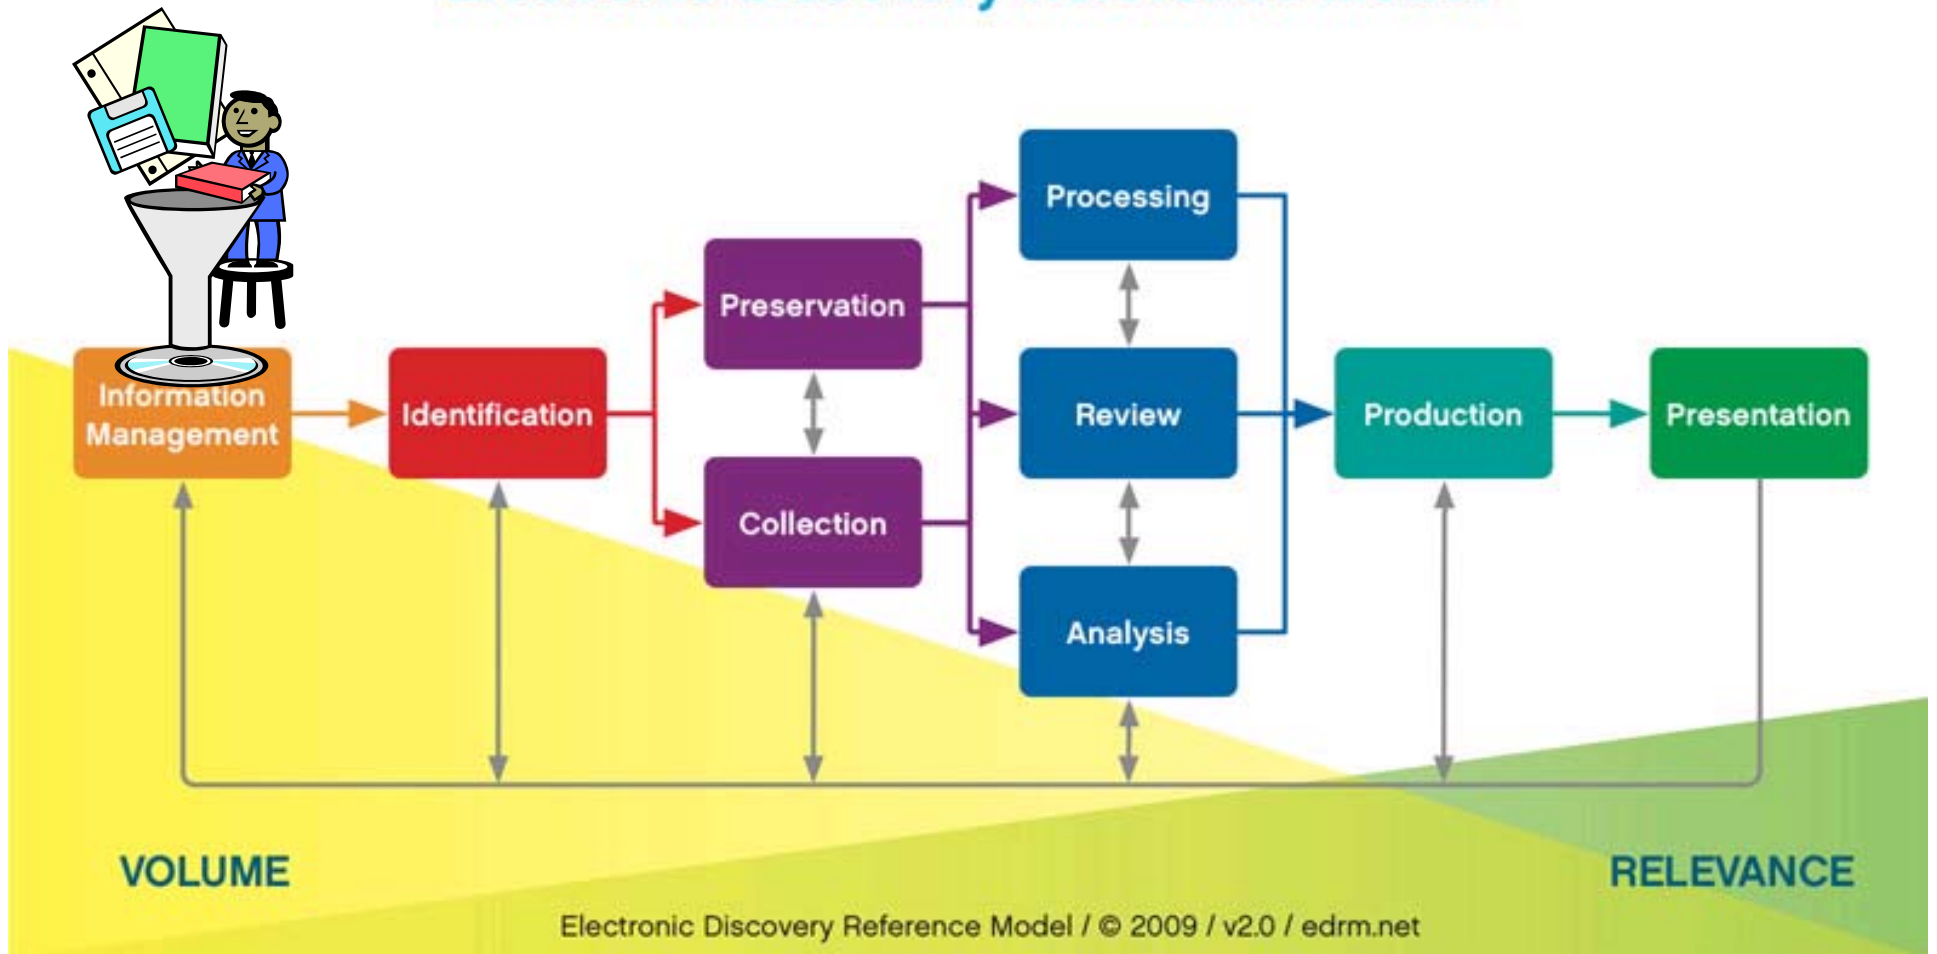 Processing
Preservation
Information
Management
Identification
Review
Production
Presentation
Collection
Analysis
VOLUME
RELEVANCE
Electronic Discovery Reference Model / © 2009 / v2.0 / edrm.net